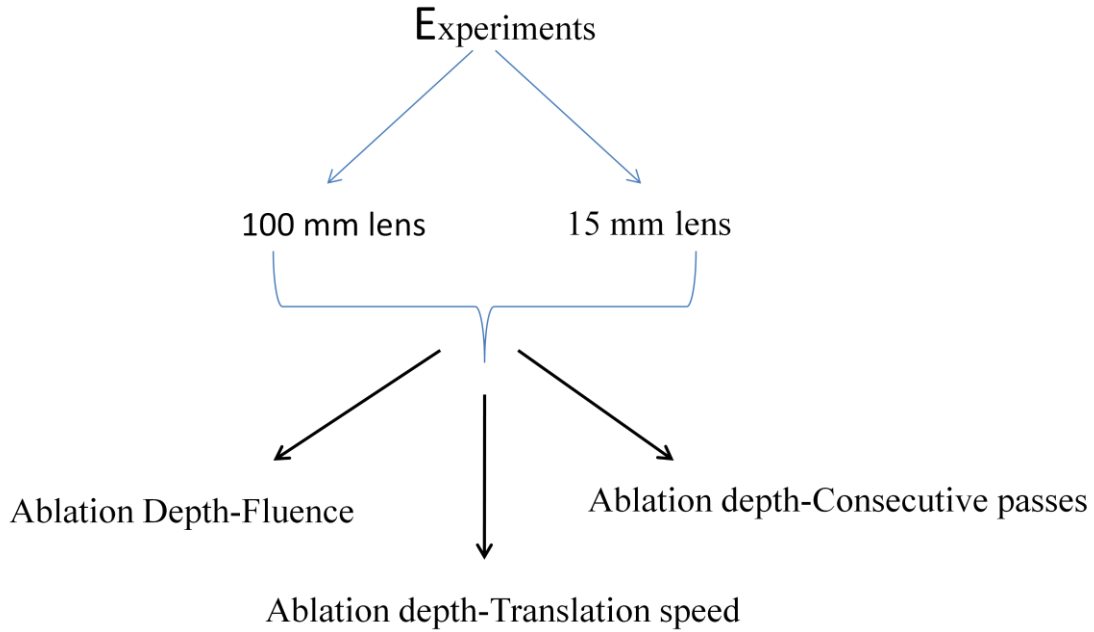 Experiments
100 mm lens
15 mm lens
Ablation Depth-Fluence
Ablation depth-Consecutive passes
Ablation depth-Translation speed